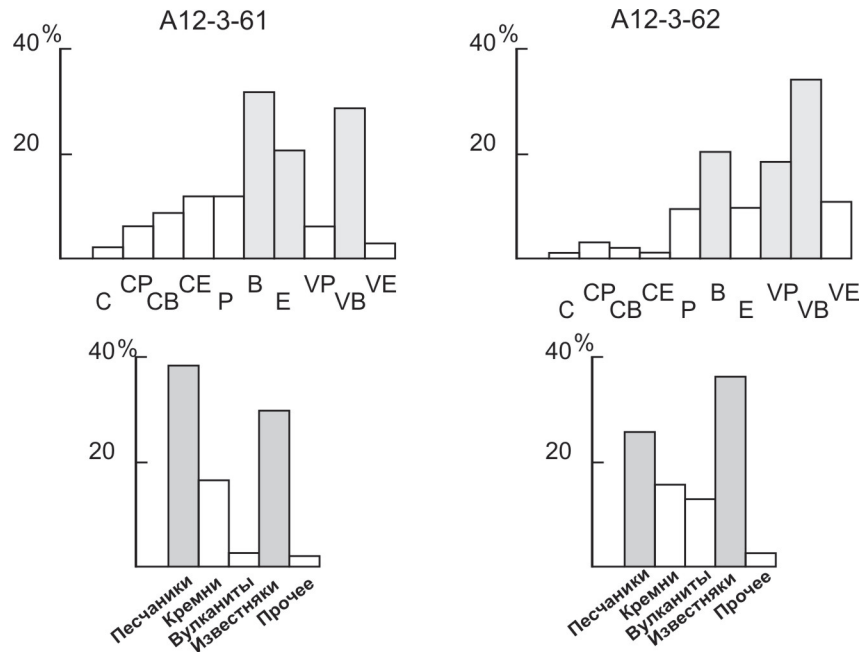 A12-3-61
40 %
20
C CP CB CE P B E VP VB VE
A12-3-62
40 %
20
C CP CB CE P B E VP VB VE
40 %
20
Песчаники
Кремни
Вулканиты
Известняки
Прочее
40 %
20
Песчаники
Кремни
Вулканиты
Известняки
Прочее